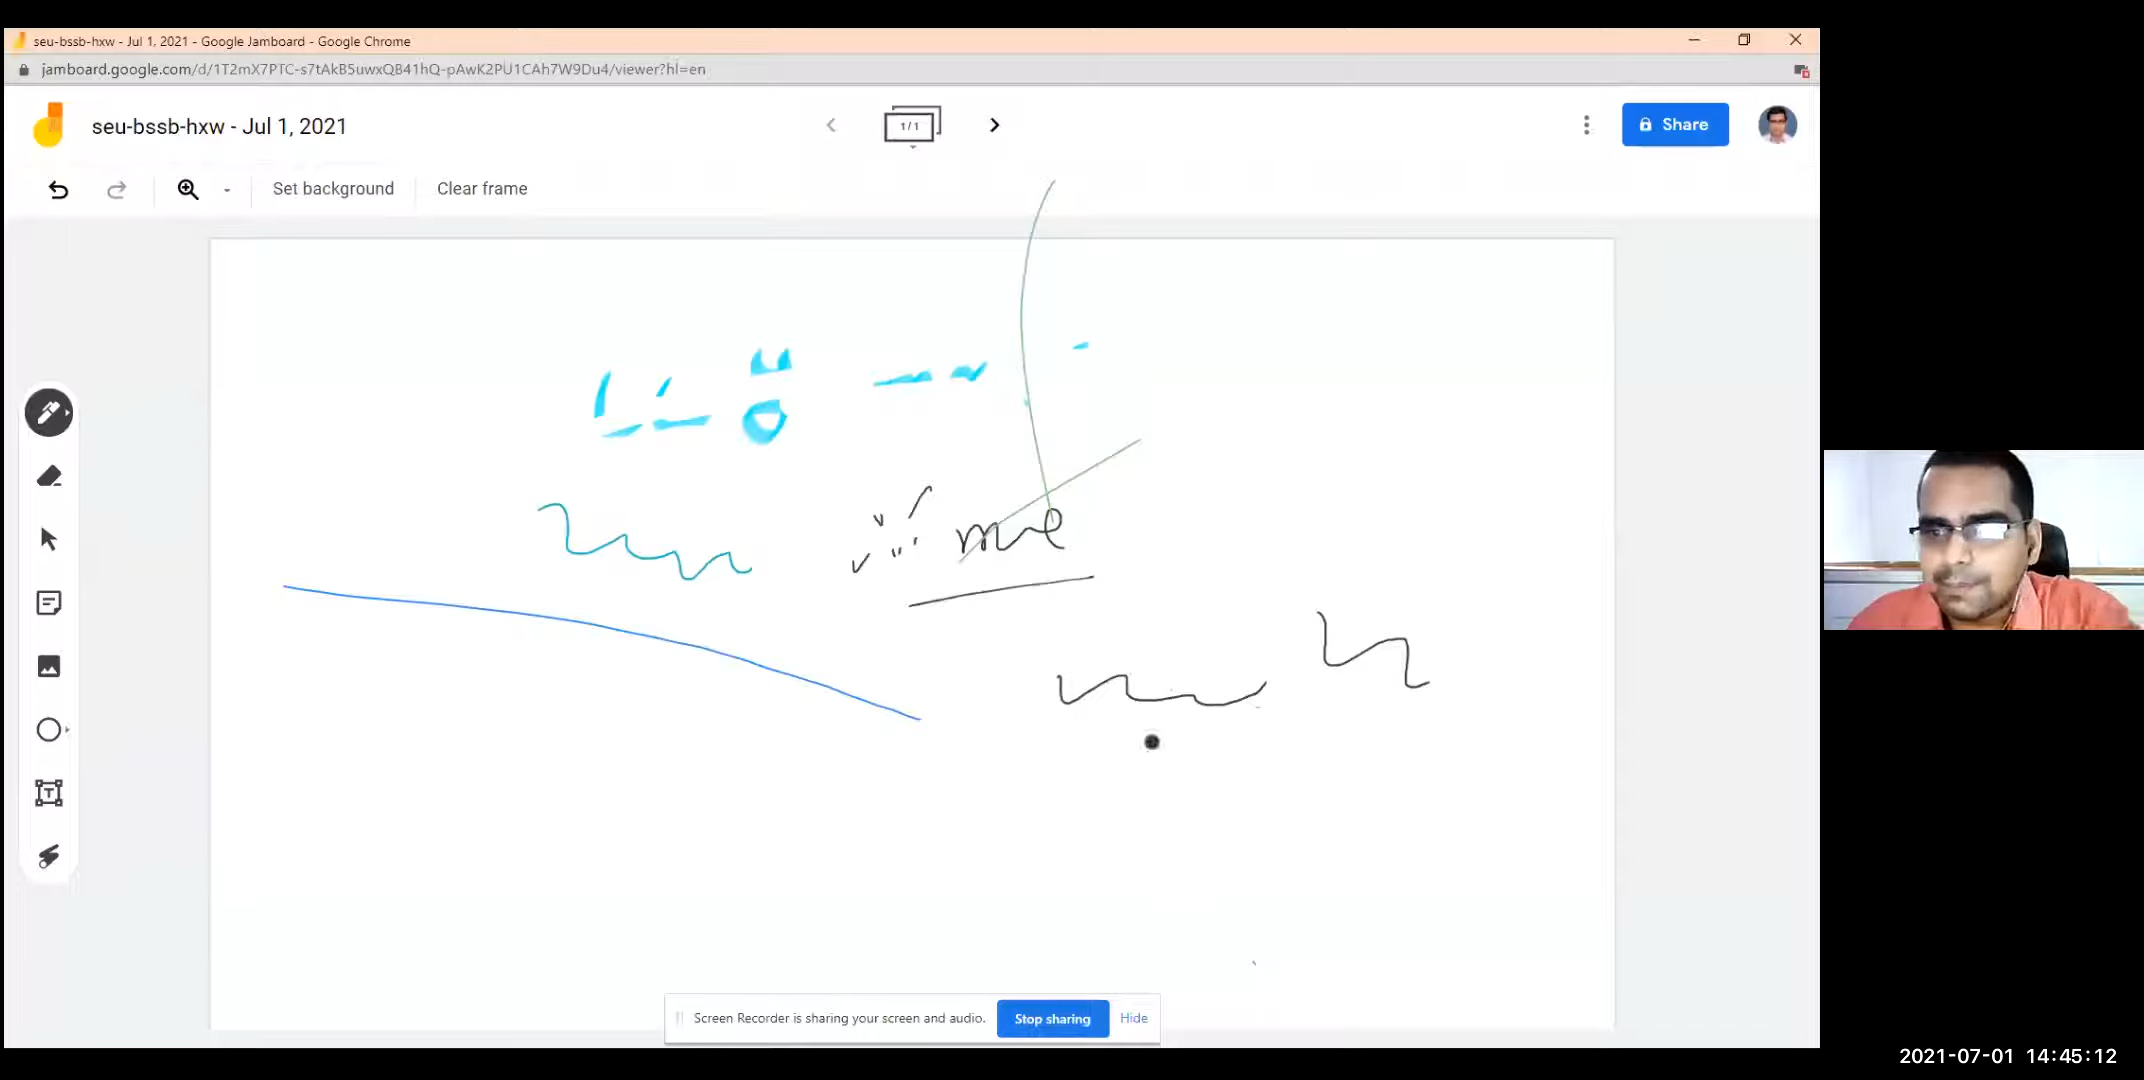 seu-bssb-hxw - Jul 1, 2021 - Google Jamboard - Google Chrome
jamboard.google.com/d/1T2mX7PTC-s7tAkB5uwxQB41hQ-pAwK2PU1CAh7W9Du4/viewer?hl=en
seu-bssb-hxw - Jul 1, 2021
1/1
Share
Set background
Clear frame
me
Screen Recorder is sharing your screen and audio.
Stop sharing
Hide
2021-07-01 14:45:12